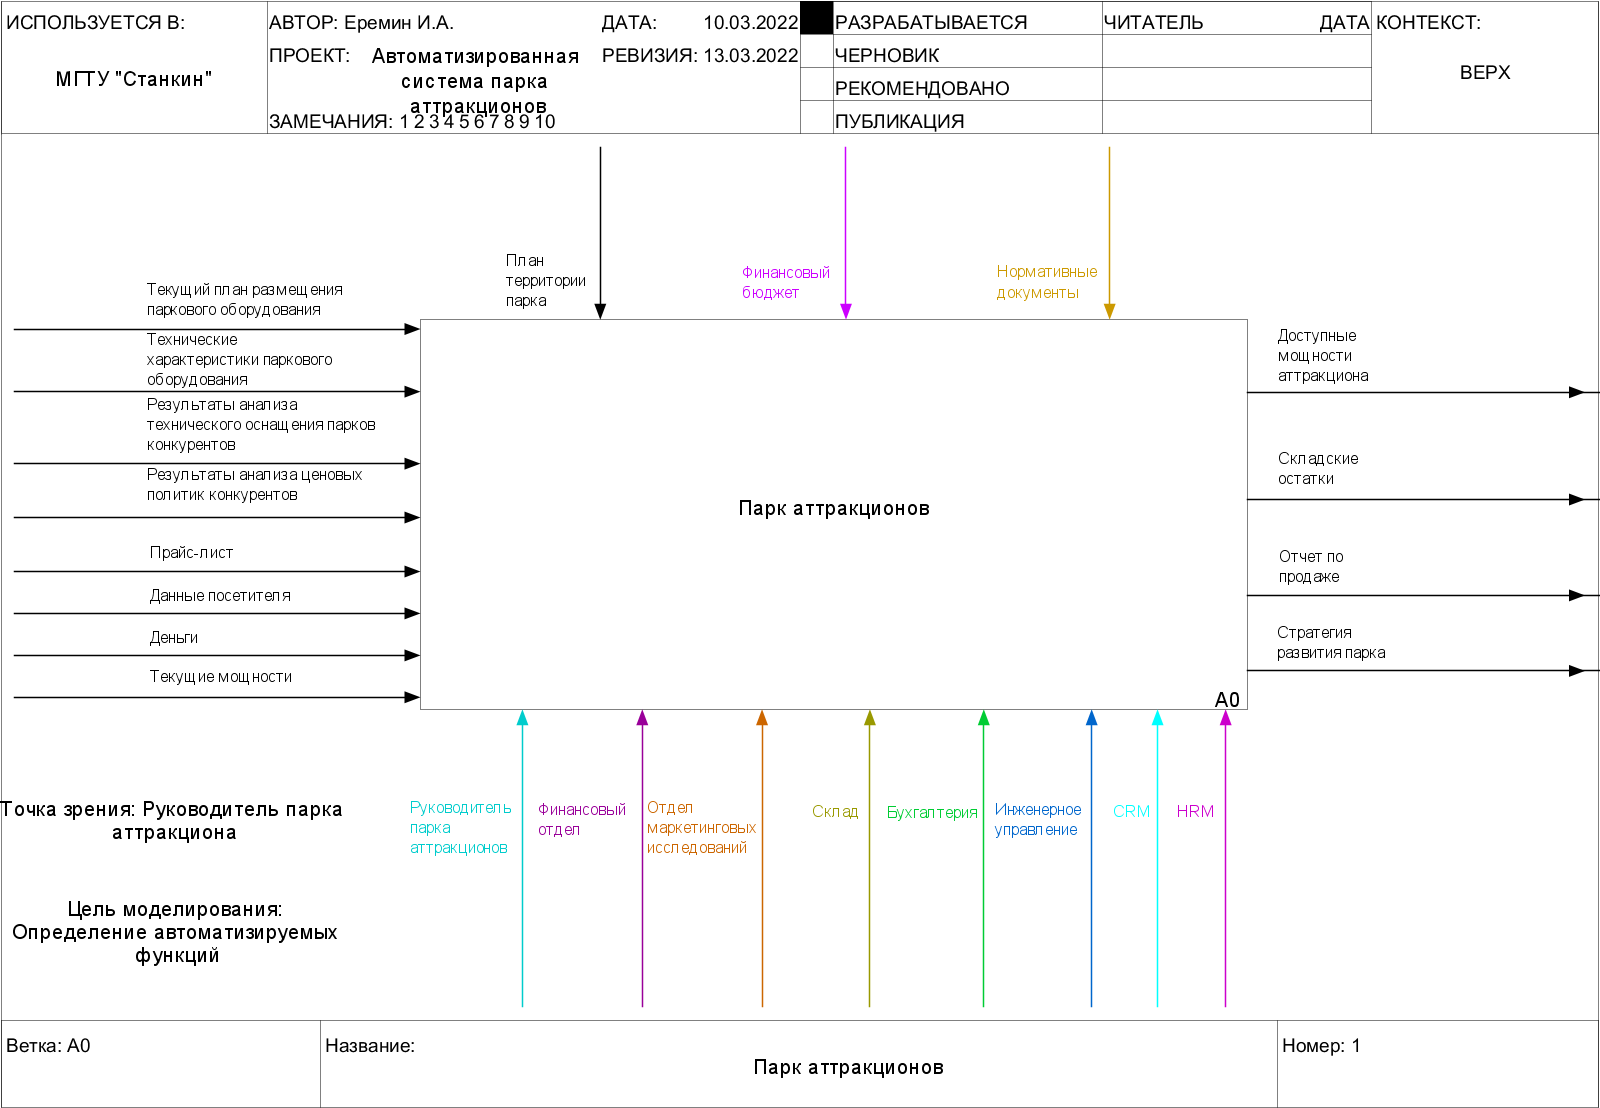 ИСПОЛЬЗУЕТСЯ В:
МГТУ "Станкин"
АВТОР: Еремин И.А.
ДАТА: 10.03.2022
ПРОЕКТ: Автоматизированная
система парка
аттракционов
РЕВИЗИЯ: 13.03.2022
ЗАМЕЧАНИЯ: 1 2 3 4 5 6 7 8 9 10
РАЗРАБАТЫВАЕТСЯ
ЧЕРНОВИК
РЕКОМЕНДОВАНО
ПУБЛИКАЦИЯ
ЧИТАТЕЛЬ
ДАТА
КОНТЕКСТ:
ВЕРХ
План
территории
парка
Финансовый
бюджет
Нормативные
документы
Текущий план размещения
паркового оборудования
Технические
характеристики паркового
оборудования
Результаты анализа
технического оснащения парков
конкурентов
Результаты анализа ценовых
политик конкурентов
Прайс-лист
Данные посетителя
Деньги
Текущие мощности
Парк аттракционов
A0
Доступные
мощности
аттракциона
Складские
остатки
Отчет по
продаже
Стратегия
развития парка
Точка зрения: Руководитель парка
аттракциона
Цель моделирования:
Определение автоматизируемых
функций
Руководитель
парка
аттракционов
Финансовый
отдел
Отдел
маркетинговых
исследований
Склад
Бухгалтерия
Инженерное
управление
CRM
HRM
Ветка: A0
Название:
Парк аттракционов
Номер: 1